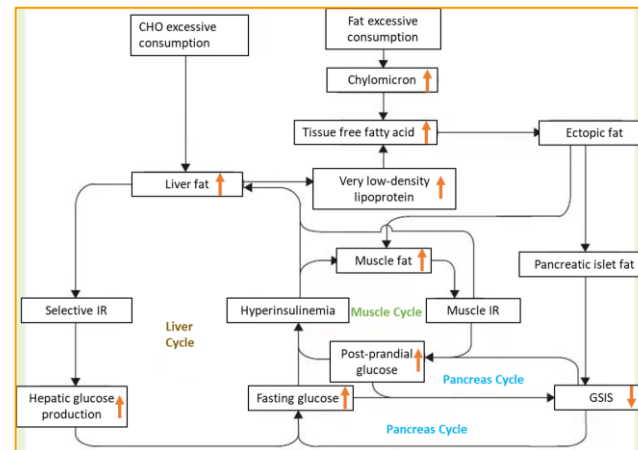 CHO excessive
consumption
Fat excessive
consumption
Chylomicron
Tissue free fatty acid
Ectopic fat
Liver fat
Very low-density
lipoprotein
Muscle fat
Pancreatic islet fat
Selective IR
Hyperinsulinemia
Muscle Cycle
Muscle IR
Liver
Cycle
Post-prandial
glucose
Pancreas Cycle
Hepatic glucose
production
Fasting glucose
GSIS
Pancreas Cycle